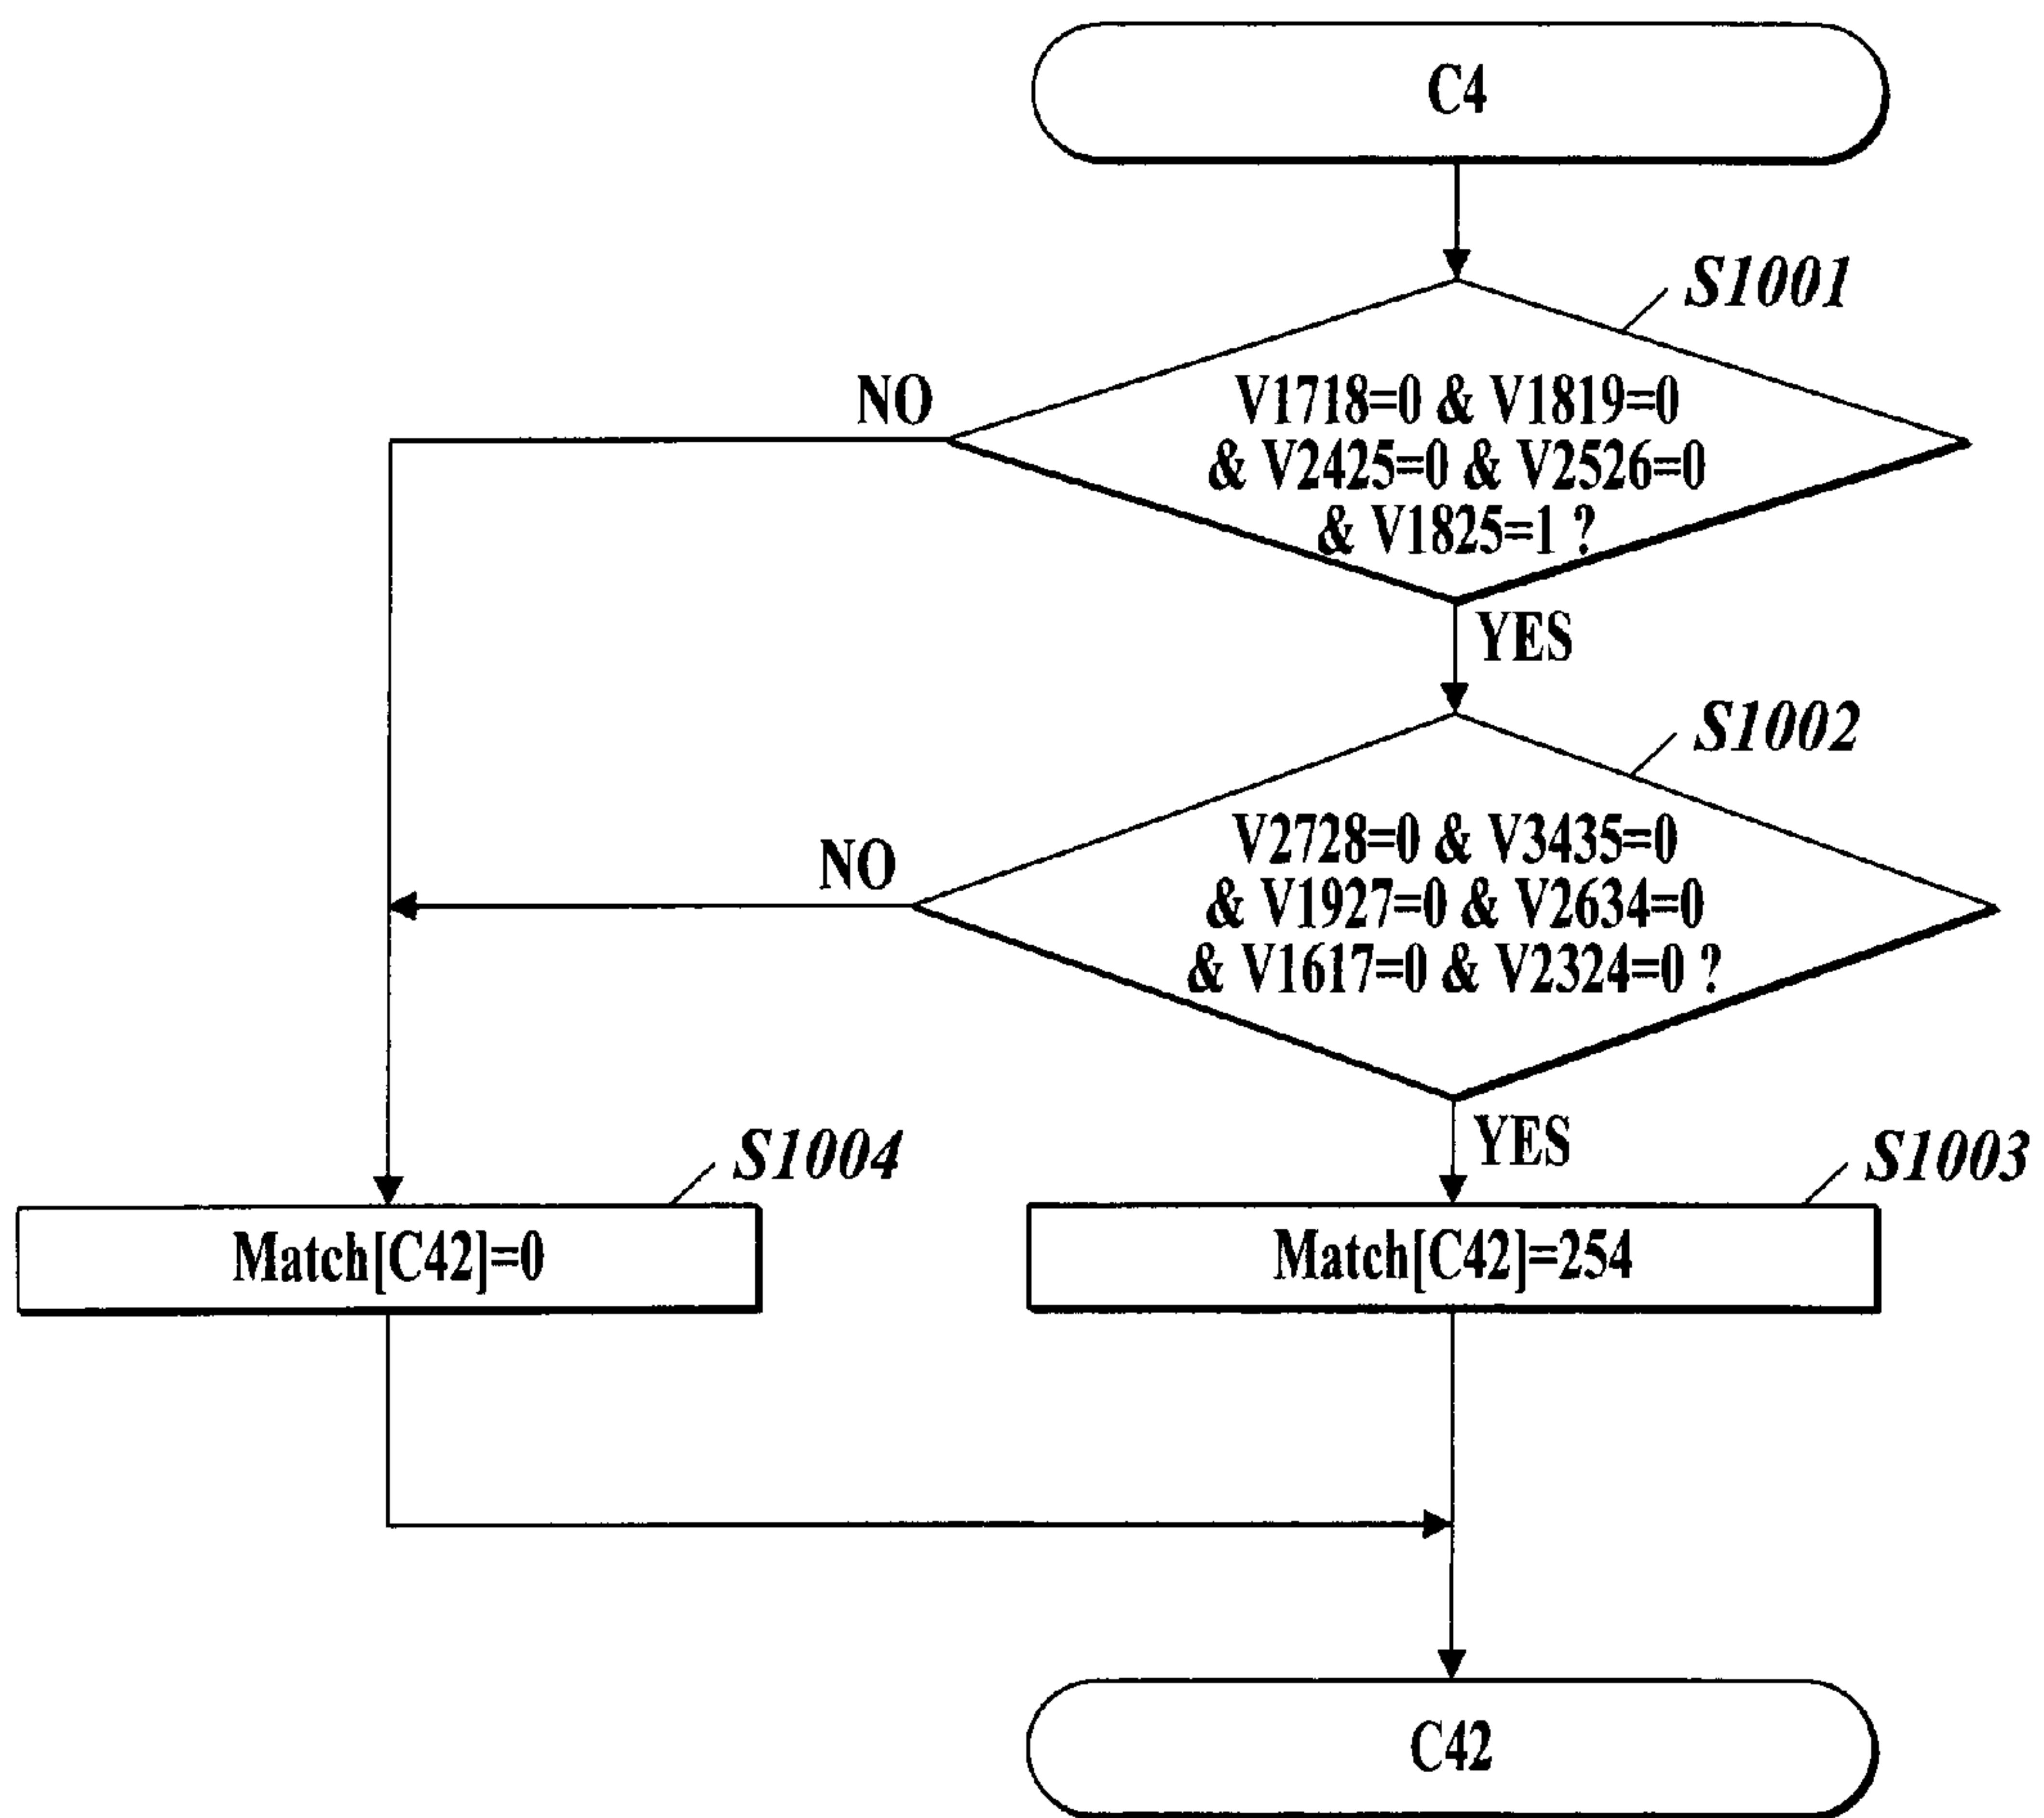 C4
S1001
NO
V1718=0 & V1819=0
& V2425=0 & V2526=0
& V1825=1 ?
YES
S1002
NO
V2728=0 & V3435=0
& V1927=0 & V2634=0
& V1617=0 & V2324=0 ?
YES
S1004
S1003
Match[C42]=0
Match[C42]=254
C42